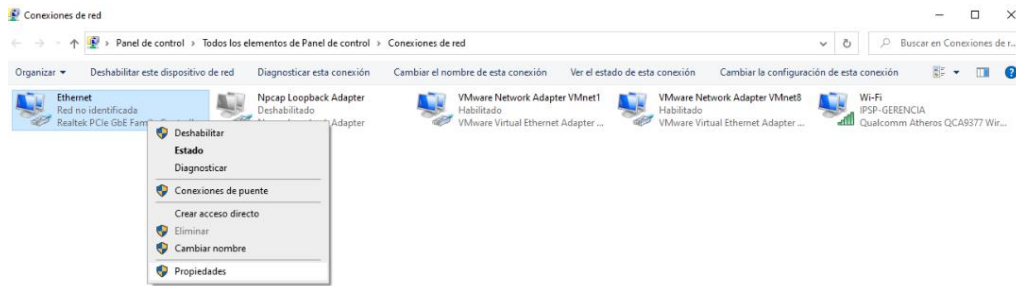 Conexiones de red
Panel de control > Todos los elementos de Panel de control > Conexiones de red
Buscar en Conexiones de r...
Organizar
Deshabilitar este dispositivo de red
Diagnosticar esta conexión
Cambiar el nombre de esta conexión
Ver el estado de esta conexión
Cambiar la configuración de esta conexión
Ethernet
Red no identificada
Realtek PCIe GbE
Npcap Loopback Adapter
Deshabilitado
Adapter
VMware Network Adapter VMnet1
Habilitado
VMware Virtual Ethernet Adapter ...
VMware Network Adapter VMnet8
Habilitado
VMware Virtual Ethernet Adapter ...
Wi-Fi
IPSP-GERENCIA
Qualcomm Atheros QCA9377 Wir...
Deshabilitar
Estado
Diagnosticar
Conexiones de puente
Crear acceso directo
Eliminar
Cambiar nombre
Propiedades